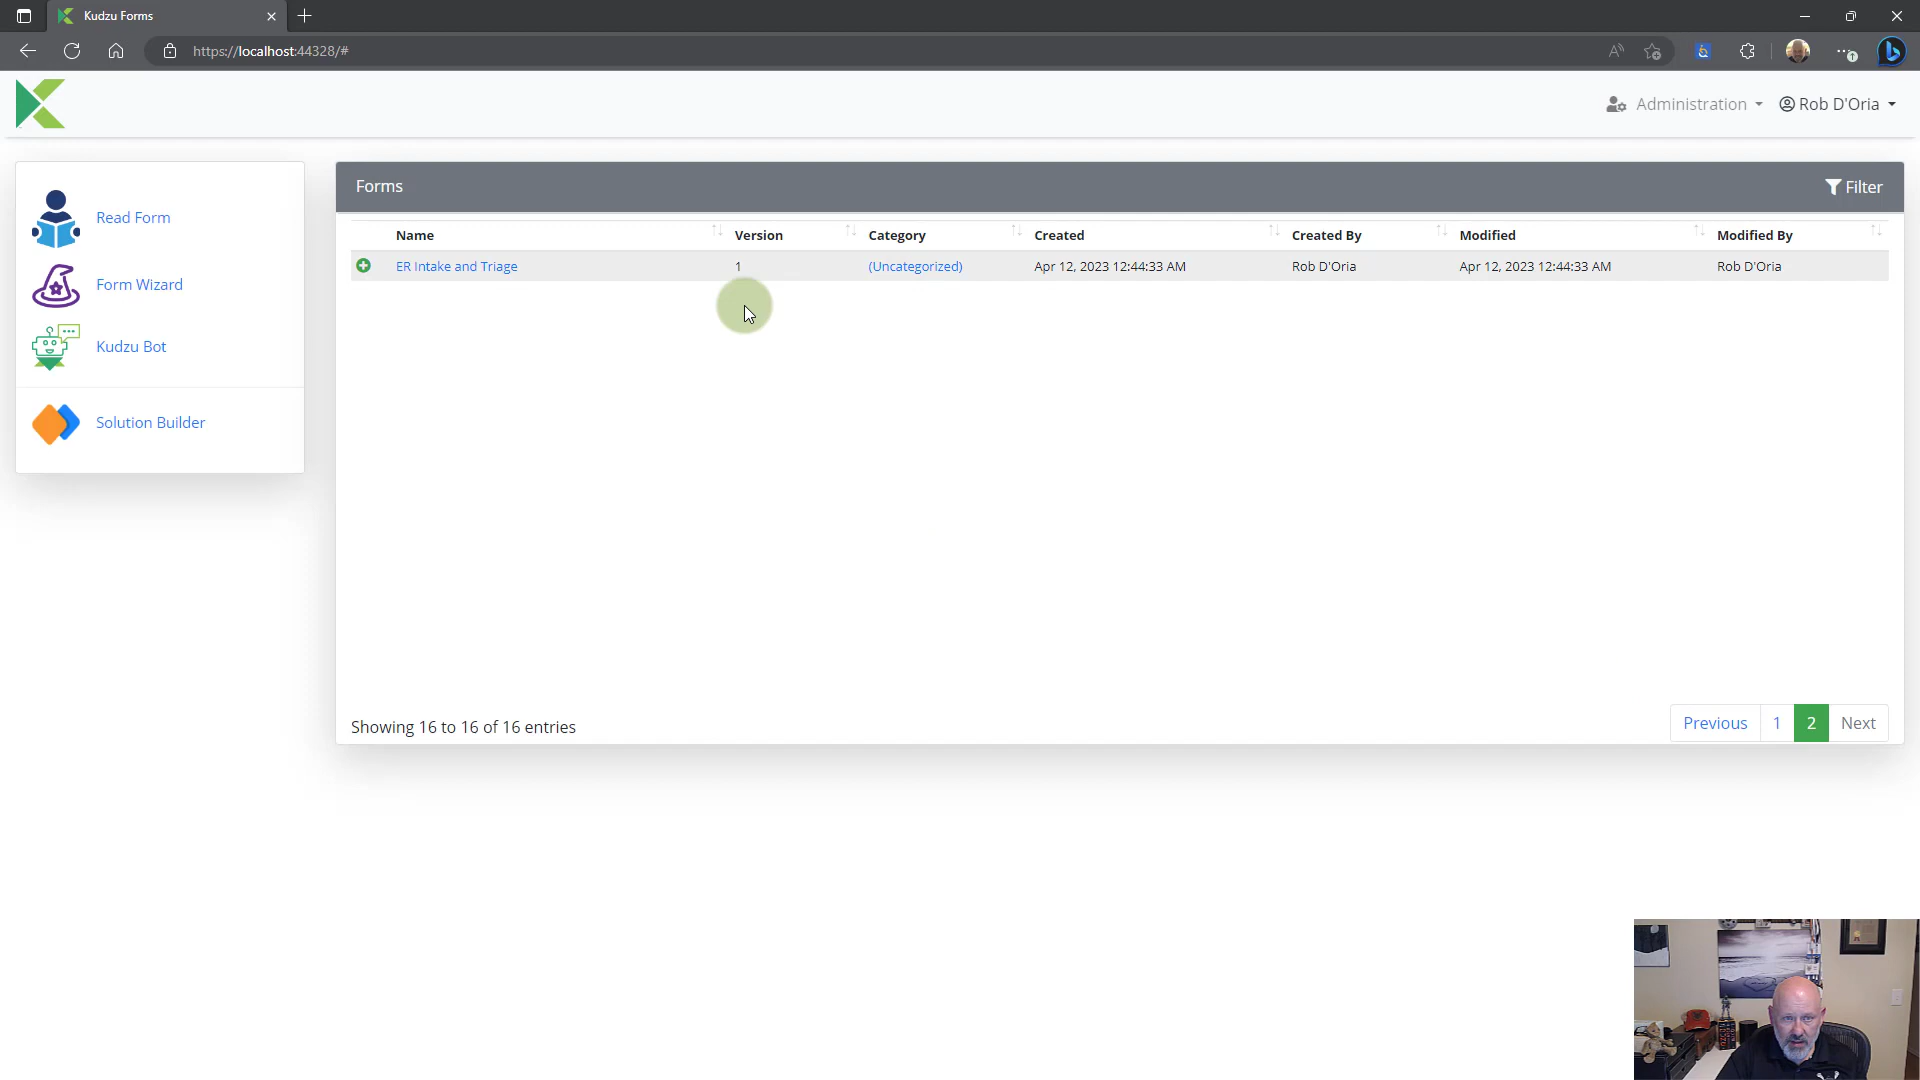 Kudzu Forms
https://localhost:44328/#
Administration
Rob D'Oria
Read Form
Form Wizard
Kudzu Bot
Solution Builder
Forms
Filter
Name Version Category Created Created By Modified Modified By
ER Intake and Triage 1 (Uncategorized) Apr 12, 2023 12:44:33 AM Rob D'Oria Apr 12, 2023 12:44:33 AM Rob D'Oria
Showing 16 to 16 of 16 entries
Previous 1 2 Next